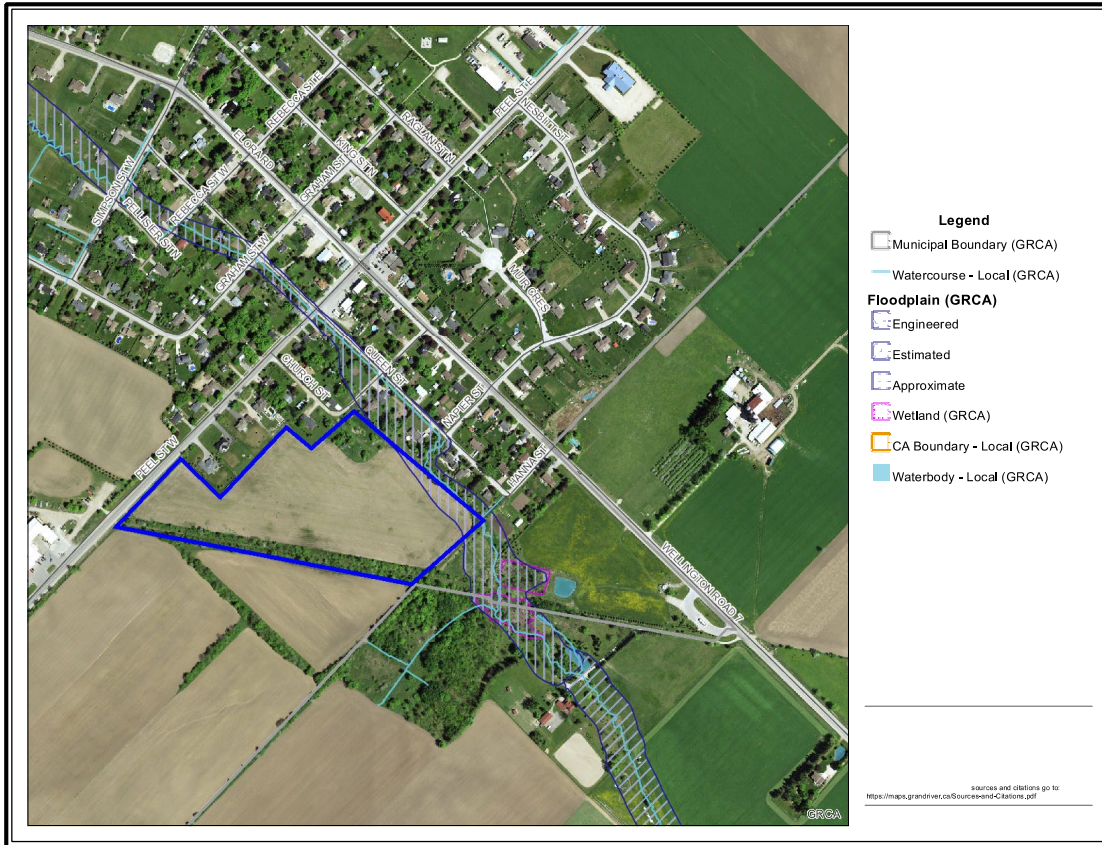 REBECCA ST E
RAGLAN ST N
PEEL ST E
NESBITT ST
ELORA RD
KING ST N
GRAHAM ST E
SIMPSON ST W
REBECCA ST W
PELLISER ST N
GRAHAM ST W
MUIR CRES
QUEEN ST
CHURCH ST
NAPIER ST
PEEL ST W
HANNA ST
WELLINGTON ROAD 7
GRCA
Legend
Municipal Boundary (GRCA)
Watercourse - Local (GRCA)
Floodplain (GRCA)
Engineered
Estimated
Approximate
Wetland (GRCA)
CA Boundary - Local (GRCA)
Waterbody - Local (GRCA)
sources and citations go to:
https://maps.grandriver.ca/Sources-and-Citations.pdf